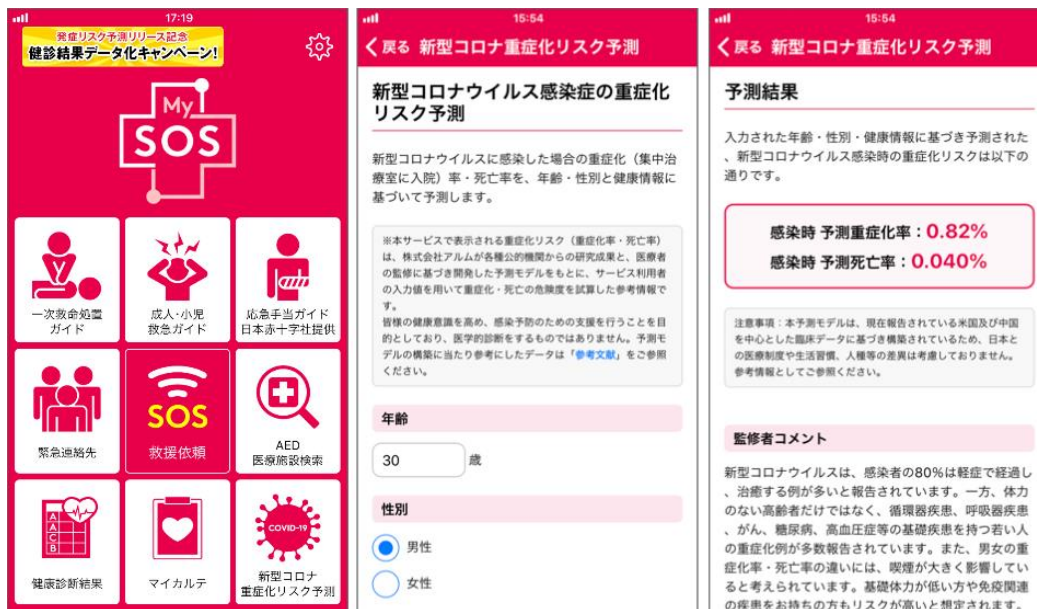 17:19
発症リスク予測リリース記念
健診結果データ化キャンペーン!
My
SOS
一次救命処置
ガイド
成人・小児
救急ガイド
応急手当ガイド
日本赤十字社提供
緊急連絡先
SOS
救援依頼
AED
医療施設検索
A
A
C
B
健康診断結果
マイカルテ
COVID-19
新型コロナ
重症化リスク予測
15:54
戻る 新型コロナ重症化リスク予測
新型コロナウイルス感染症の重症化
リスク予測
新型コロナウイルスに感染した場合の重症化（集中治
療室に入院）率・死亡率を、年齢・性別と健康情報に
基づいて予測します。
※本サービスで表示される重症化リスク（重症化率・死亡率）
は、株式会社アルムが各種公的機関からの研究成果と、医療者
の監修に基づき開発した予測モデルをもとに、サービス利用者
の入力値を用いて重症化・死亡の危険度を試算した参考情報で
す。
皆様の健康意識を高め、感染予防のための支援を行うことを目
的としており、医学的診断をするものではありません。予測モ
デルの構築に当たり参考にしたデータは「参考文献」をご参照
ください。
年齢
30 歳
性別
男性
女性
15:54
戻る 新型コロナ重症化リスク予測
予測結果
入力された年齢・性別・健康情報に基づき予測された
、新型コロナウイルス感染時の重症化リスクは以下の
通りです。
感染時 予測重症化率：0.82%
感染時 予測死亡率：0.040%
注意事項：本予測モデルは、現在報告されている米国及び中国
を中心とした臨床データに基づき構築されているため、日本と
の医療制度や生活習慣、人種等の差異は考慮しておりません。
参考情報としてご参照ください。
監修者コメント
新型コロナウイルスは、感染者の80%は軽症で経過し
、治癒する例が多いと報告されています。一方、体力
のない高齢者だけではなく、循環器疾患、呼吸器疾患
、がん、糖尿病、高血圧症等の基礎疾患を持つ若い人
の重症化例が多数報告されています。また、男女の重
症化率・死亡率の違いには、喫煙が大きく影響してい
ると考えられています。基礎体力が低い方や免疫関連
の疾患をお持ちの方もリスクが高いと想定されます。